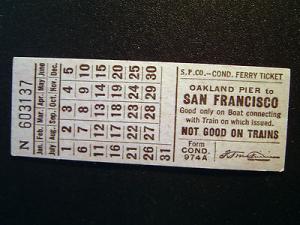 N 603137
Jan. Feb. Mar. Apr. May June
July Aug. Sep. Oct. Nov. Dec.
5 10 15 20 25 30
4 9 14 19 24 29
3 8 13 18 23 28
2 7 12 17 22 27
1 6 11 16 21 26 31
S.P.CO.—COND. FERRY TICKET
OAKLAND PIER to
SAN FRANCISCO
Good only on Boat connecting
with Train on which issued.
NOT GOOD ON TRAINS
Form
COND.
974A